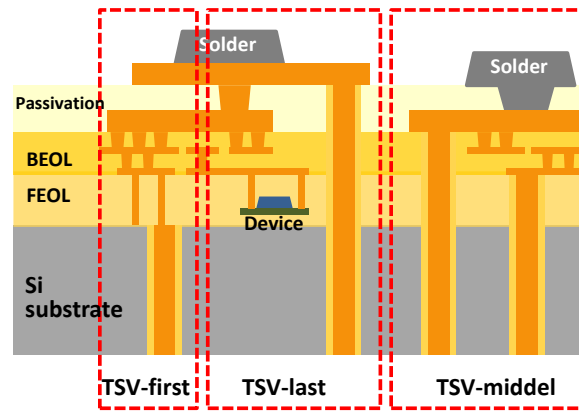 Solder
Solder
Passivation
BEOL
FEOL
Device
Si
substrate
TSV-first
TSV-last
TSV-middel